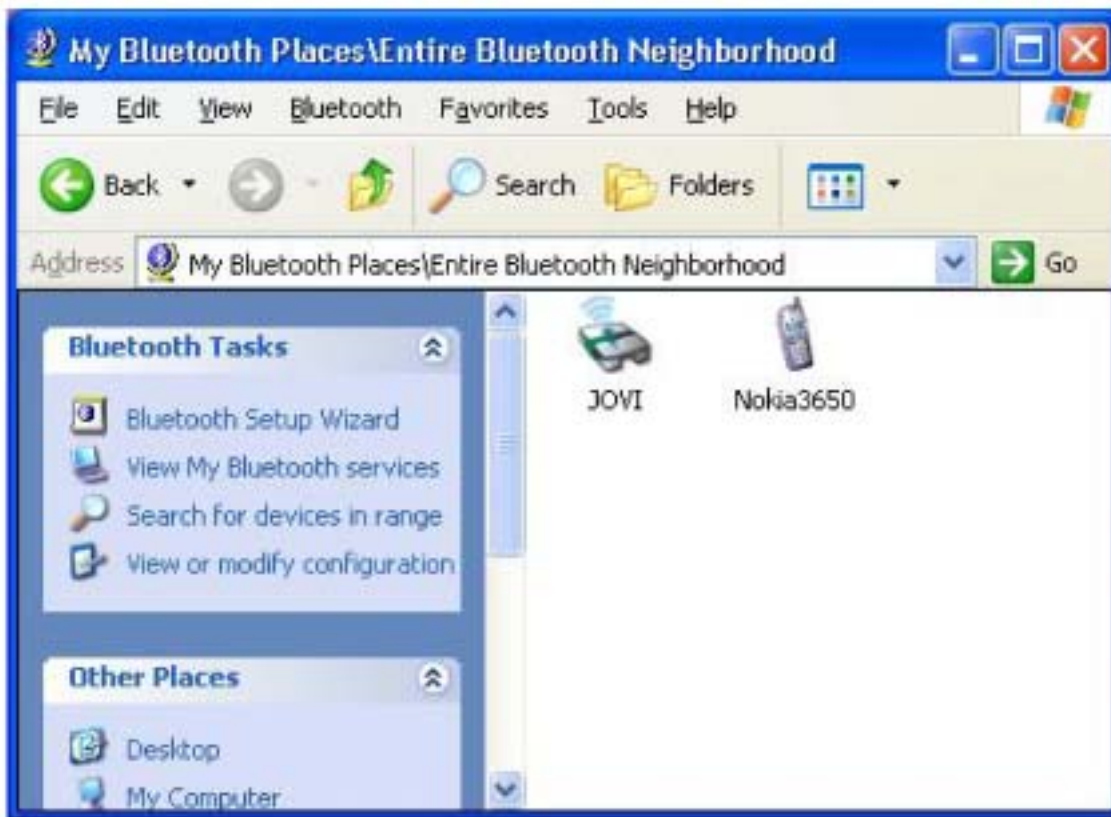 My Bluetooth Places\Entire Bluetooth Neighborhood
File Edit View Bluetooth Favorites Tools Help
Back Search Folders
Address My Bluetooth Places\Entire Bluetooth Neighborhood Go
Bluetooth Tasks
Bluetooth Setup Wizard
View My Bluetooth services
Search for devices in range
View or modify configuration
Other Places
Desktop
My Computer
JOVI Nokia3650